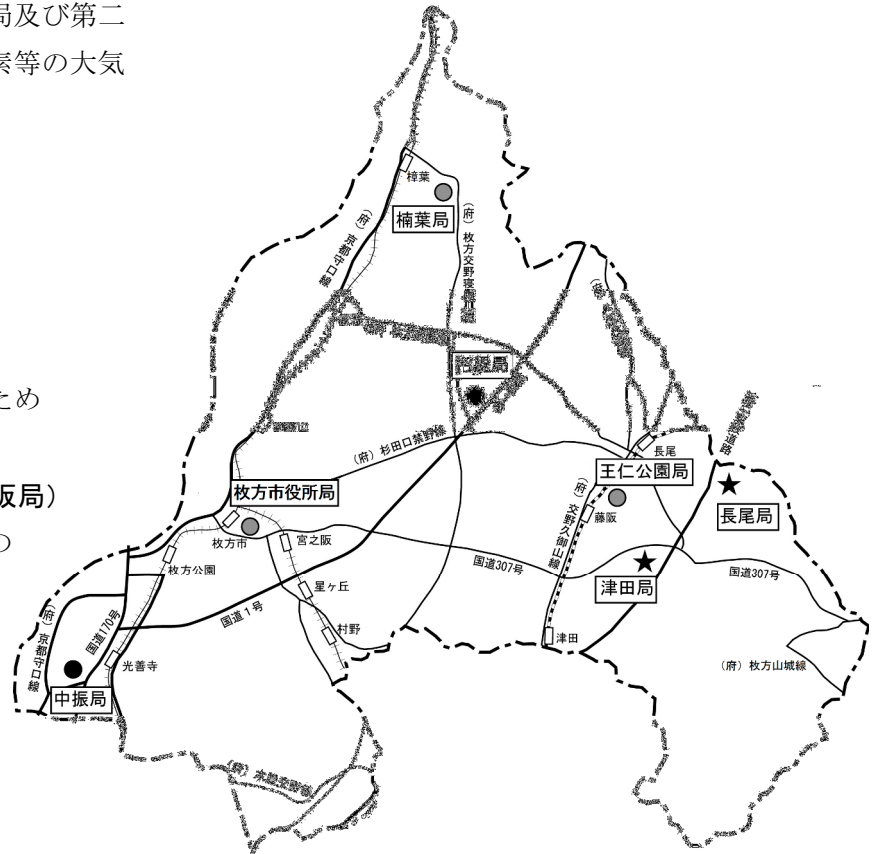 局及び第二
素等の大気
ため
阪局)
の
樟葉
楠葉局
(府)京都守口線
(府)枚方交野寝屋川線
(府)杉田口禁野線
長尾
王仁公園局
枚方市役所局
長尾局
(府)交野久御山線
藤阪
枚方市
宮之阪
国道307号
国道307号
津田局
枚方公園
星ヶ丘
国道1号
村野
津田
国道170号
(府)京都守口線
光善寺
(府)枚方山城線
中振局